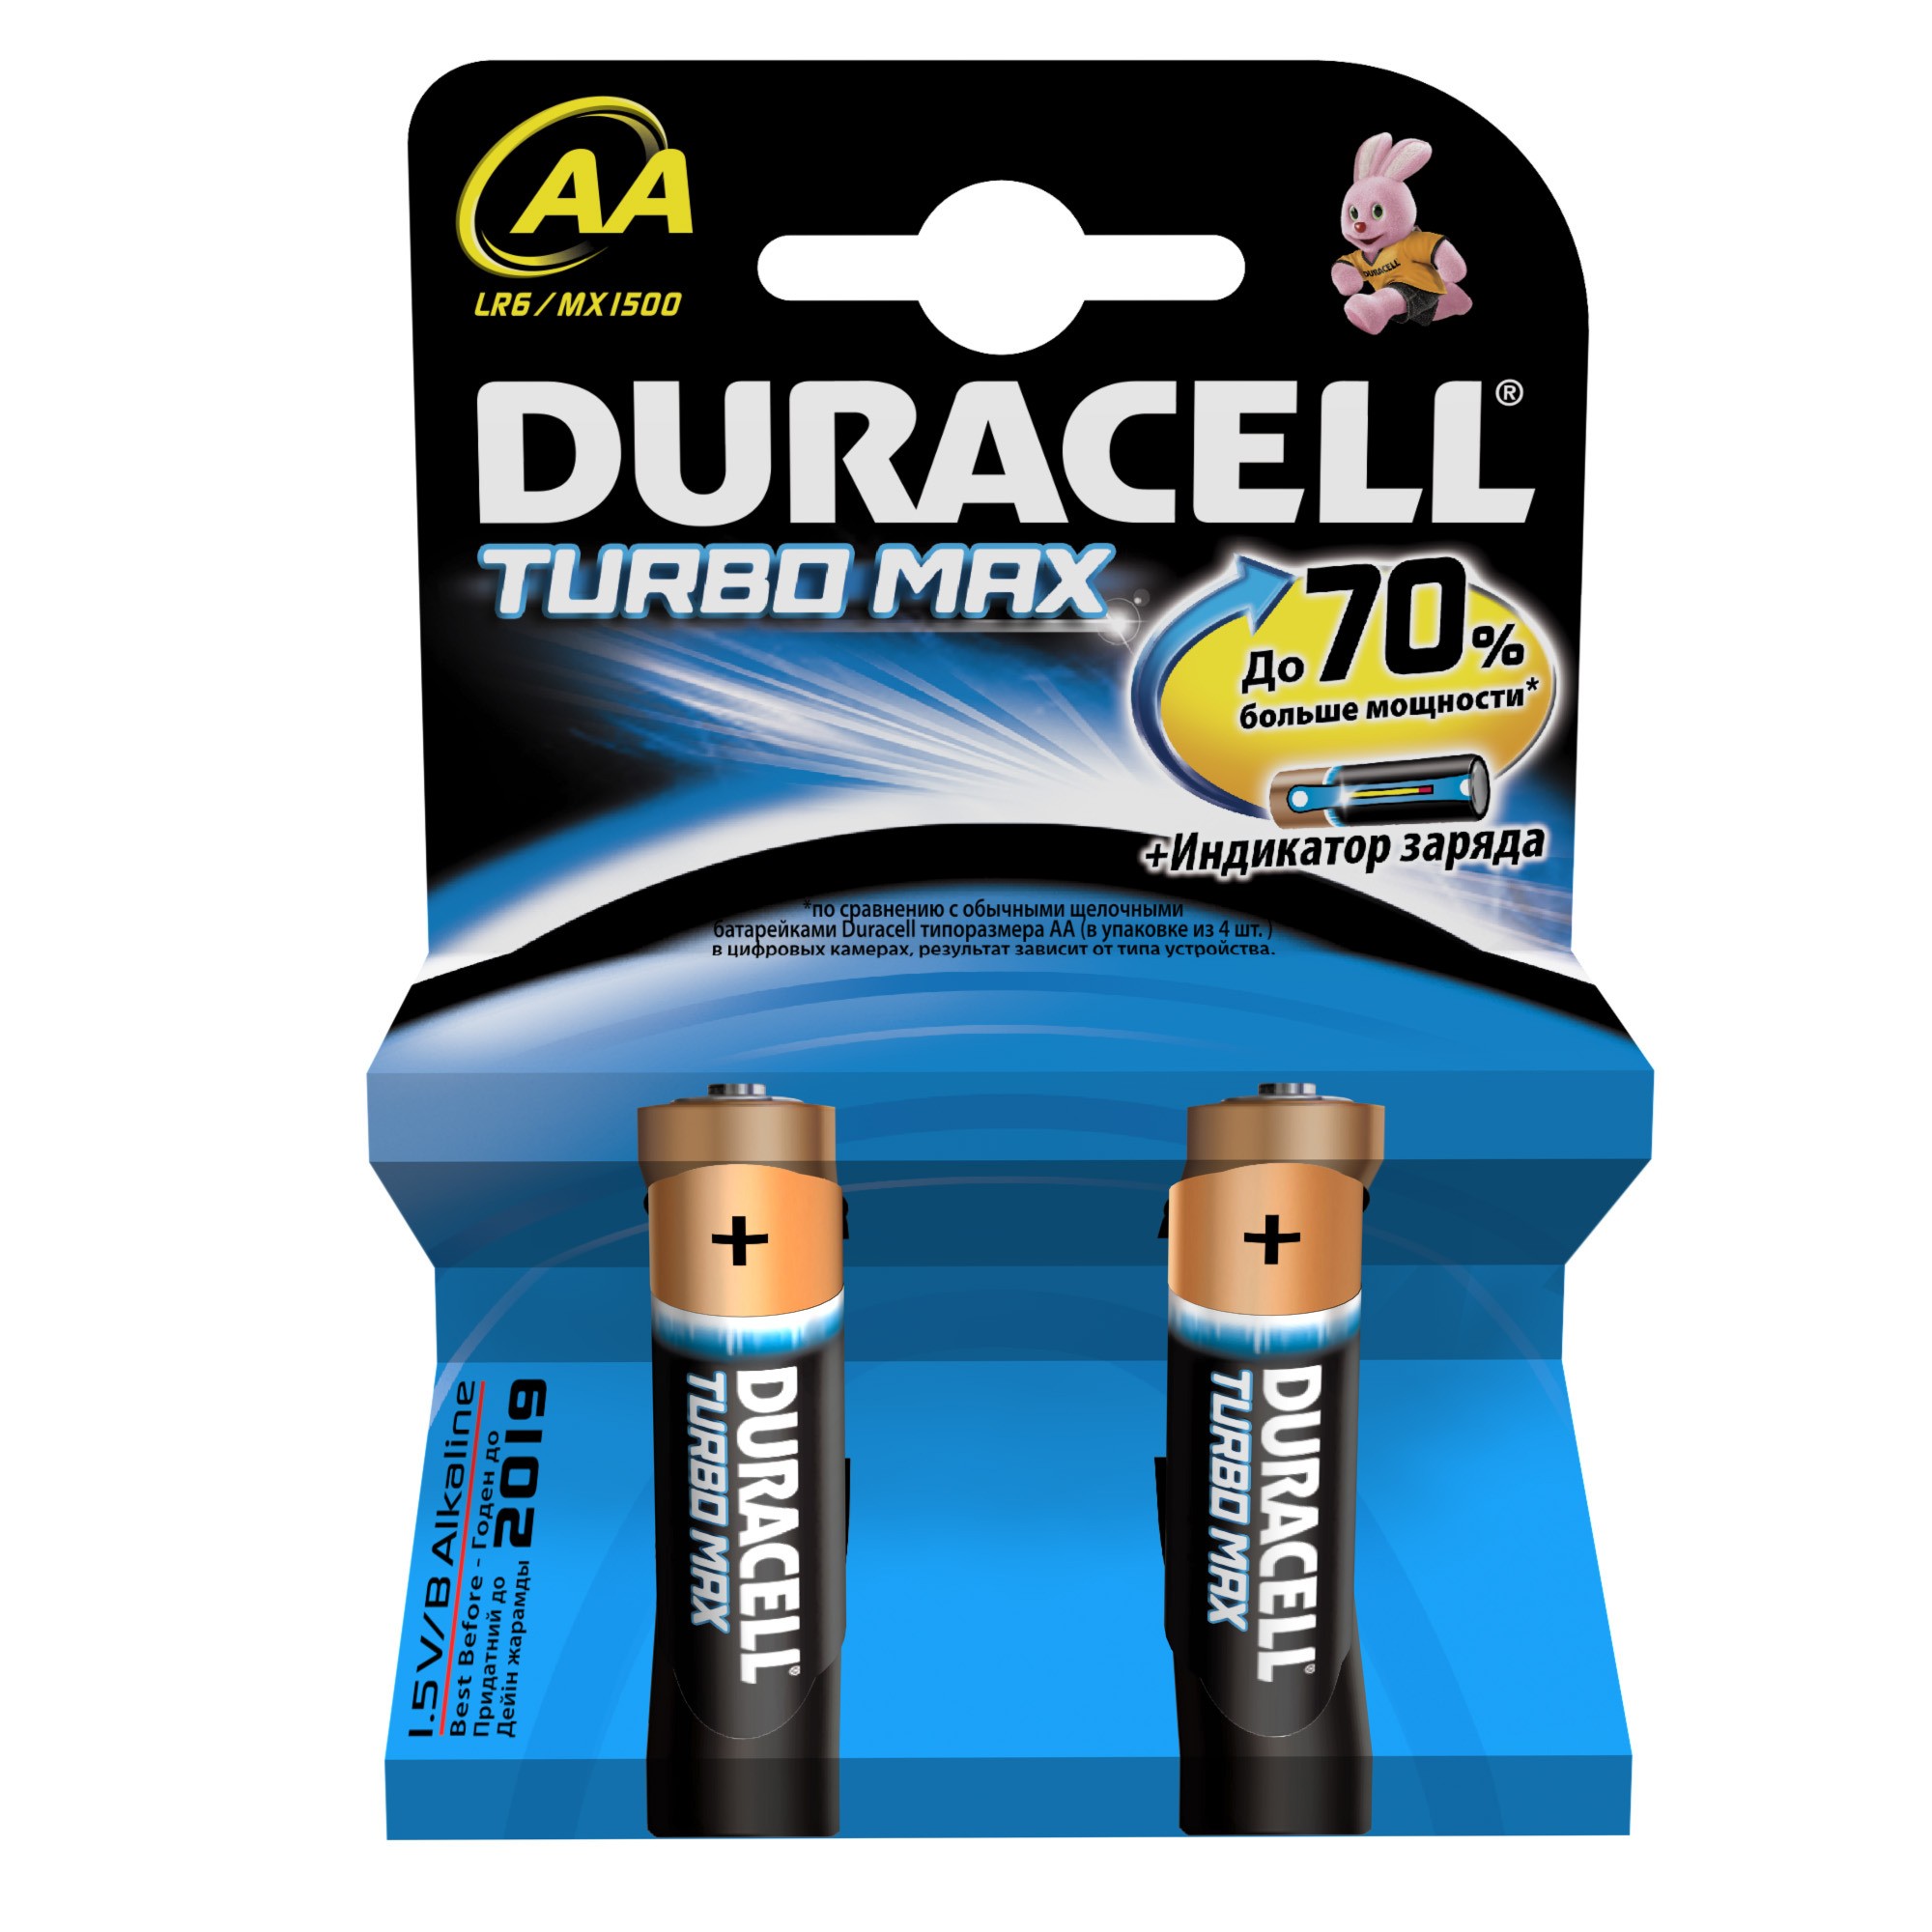 AA
LR6/MX1500
DURACELL
DURACELL®
TURBO MAX
До 70%
больше мощности*
+Индикатор заряда
*по сравнению с обычными щелочными
батарейками Duracell типоразмера АА (в упаковке из 4 шт. )
в цифровых камерах, результат зависит от типа устройства.
+
DURACELL®
TURBO MAX
+
DURACELL®
TURBO MAX
1.5V/B Alkaline
Best Before - Годен до
Придатний до
Дейін жарамды
2019